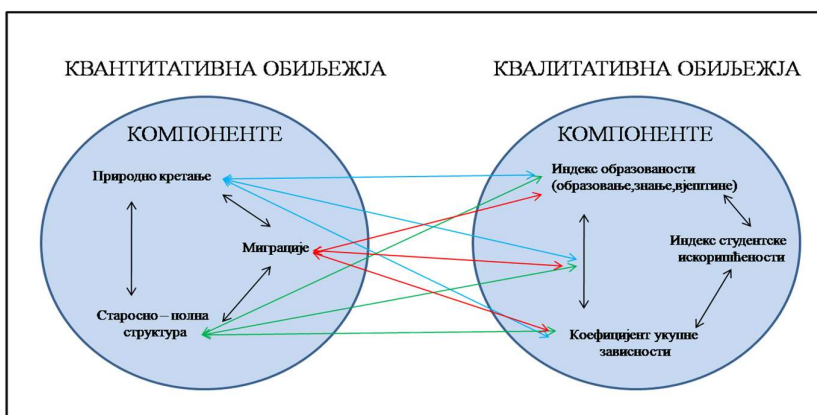 КВАНТИТАТИВНА ОБИЉЕЖЈА
КОМПОНЕНТЕ
Природно кретање
Миграције
Старосно – полна
структура
КВАЛИТАТИВНА ОБИЉЕЖЈА
КОМПОНЕНТЕ
Индекс образованости
(образовање,знање,вјештине)
Индекс студентске
искоришћености
Коефицијент укупне
зависности